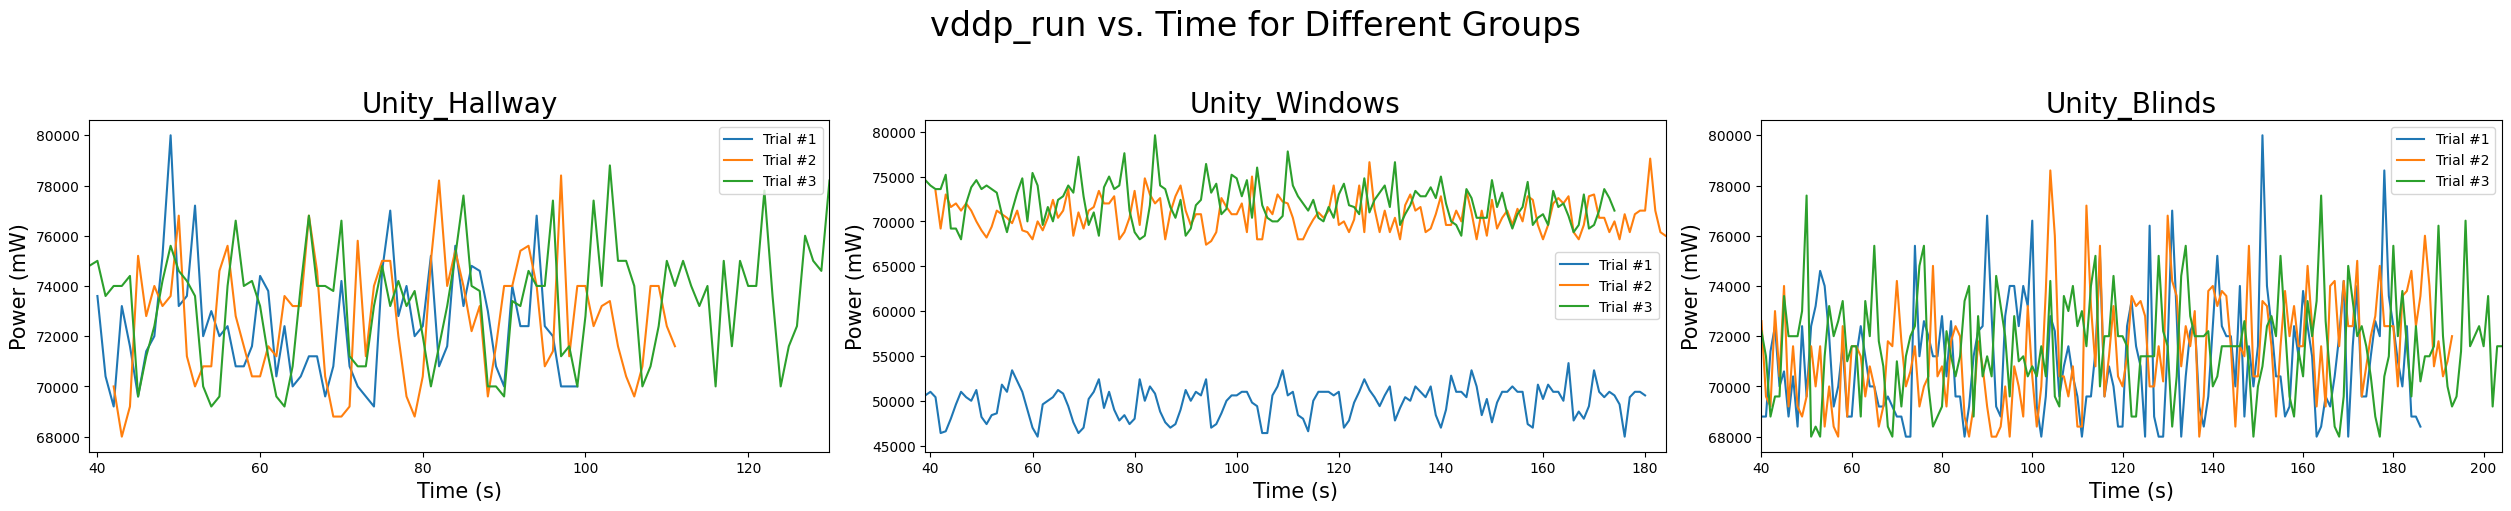 vddp_run vs. Time for Different Groups
Unity_Hallway
80000
78000
76000
74000
72000
70000
68000
Power (mW)
40
60
80
100
120
Time (s)
Trial #1
Trial #2
Trial #3
Unity_Windows
80000
75000
70000
65000
60000
55000
50000
45000
Power (mW)
40
60
80
100
120
140
160
180
Time (s)
Trial #1
Trial #2
Trial #3
Unity_Blinds
80000
78000
76000
74000
72000
70000
68000
Power (mW)
40
60
80
100
120
140
160
180
200
Time (s)
Trial #1
Trial #2
Trial #3